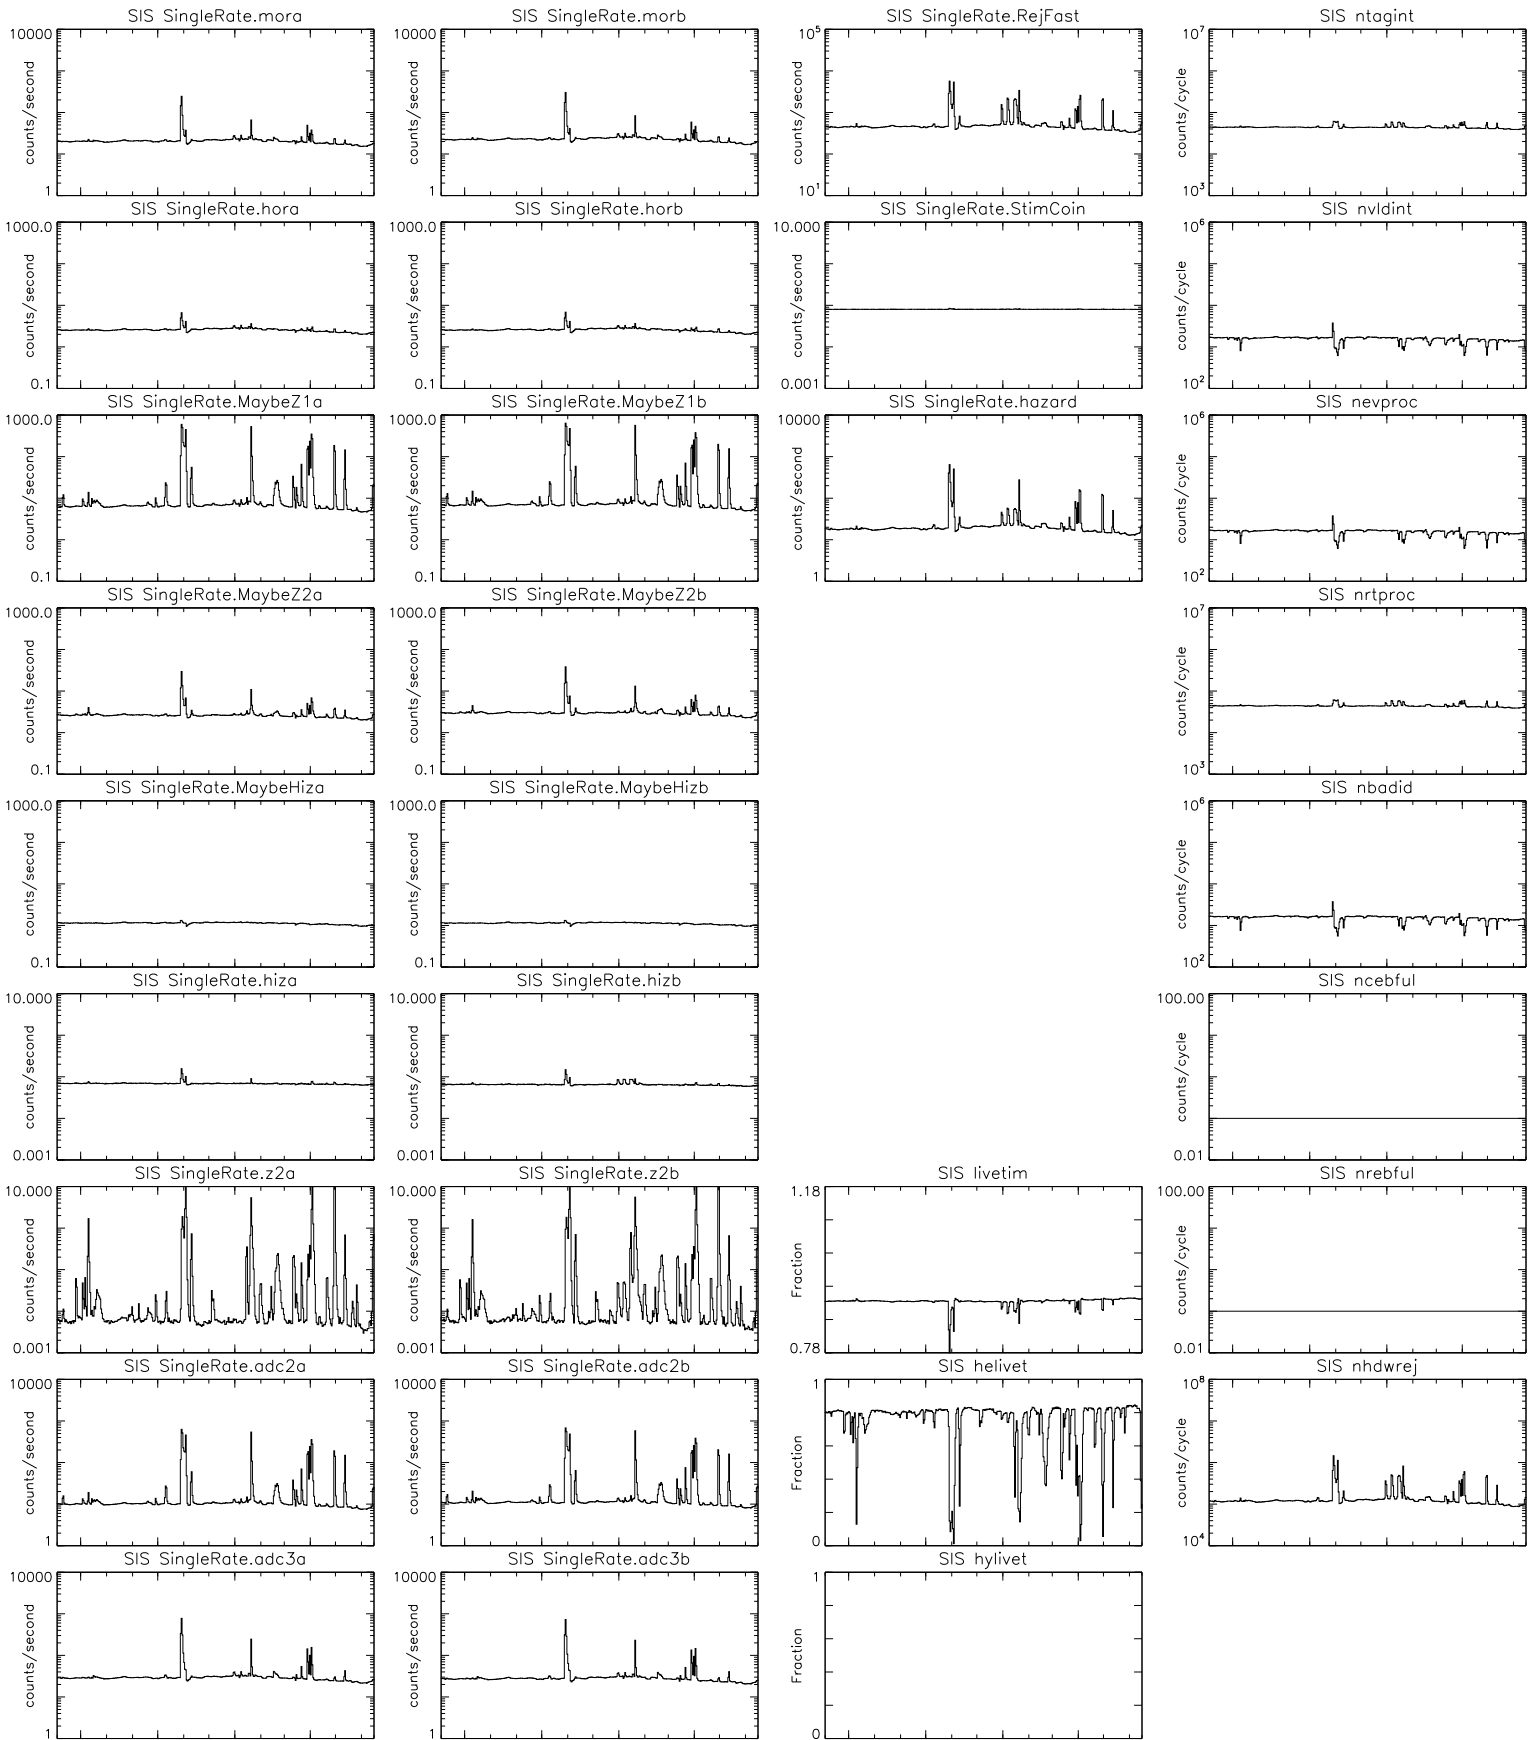 SIS SingleRate.mora
10000
counts/second
1
SIS SingleRate.morb
10000
counts/second
1
SIS SingleRate.RejFast
10^5
counts/second
10^1
SIS ntagint
10^7
counts/cycle
10^3
SIS SingleRate.hora
1000.0
counts/second
0.1
SIS SingleRate.horb
1000.0
counts/second
0.1
SIS SingleRate.StimCoin
10.000
counts/second
0.001
SIS nvldint
10^6
counts/cycle
10^2
SIS SingleRate.MaybeZ1a
1000.0
counts/second
0.1
SIS SingleRate.MaybeZ1b
1000.0
counts/second
0.1
SIS SingleRate.hazard
10000
counts/second
1
SIS nevproc
10^6
counts/cycle
10^2
SIS SingleRate.MaybeZ2a
1000.0
counts/second
0.1
SIS SingleRate.MaybeZ2b
1000.0
counts/second
0.1
SIS nrtproc
10^7
counts/cycle
10^3
SIS SingleRate.MaybeHiza
1000.0
counts/second
0.1
SIS SingleRate.MaybeHizb
1000.0
counts/second
0.1
SIS nbadid
10^6
counts/cycle
10^2
SIS SingleRate.hiza
10.000
counts/second
0.001
SIS SingleRate.hizb
10.000
counts/second
0.001
SIS ncebful
100.00
counts/cycle
0.01
SIS SingleRate.z2a
10.000
counts/second
0.001
SIS SingleRate.z2b
10.000
counts/second
0.001
SIS livetim
1.18
Fraction
0.78
SIS nrebful
100.00
counts/cycle
0.01
SIS SingleRate.adc2a
10000
counts/second
1
SIS SingleRate.adc2b
10000
counts/second
1
SIS helivet
1
Fraction
0
SIS nhdwrej
10^8
counts/cycle
10^4
SIS SingleRate.adc3a
10000
counts/second
1
SIS SingleRate.adc3b
10000
counts/second
1
SIS hylivet
1
Fraction
0